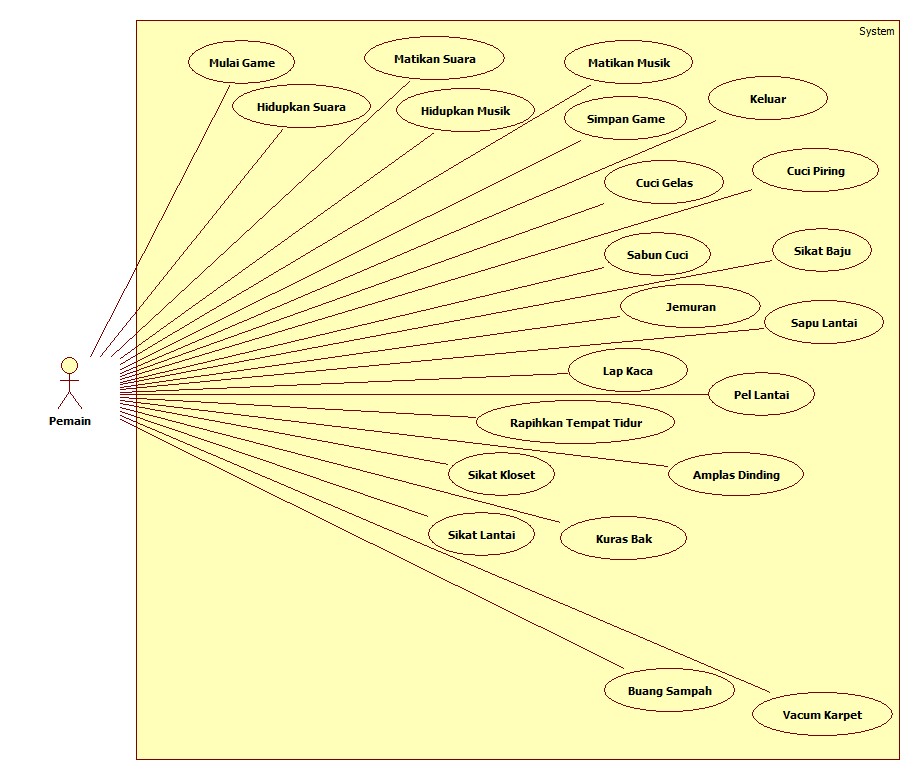 System
Mulai Game
Matikan Suara
Matikan Musik
Hidupkan Suara
Hidupkan Musik
Keluar
Simpan Game
Cuci Gelas
Cuci Piring
Sabun Cuci
Sikat Baju
Jemuran
Sapu Lantai
Lap Kaca
Pel Lantai
Pemain
Rapihkan Tempat Tidur
Sikat Kloset
Amplas Dinding
Sikat Lantai
Kuras Bak
Buang Sampah
Vacum Karpet